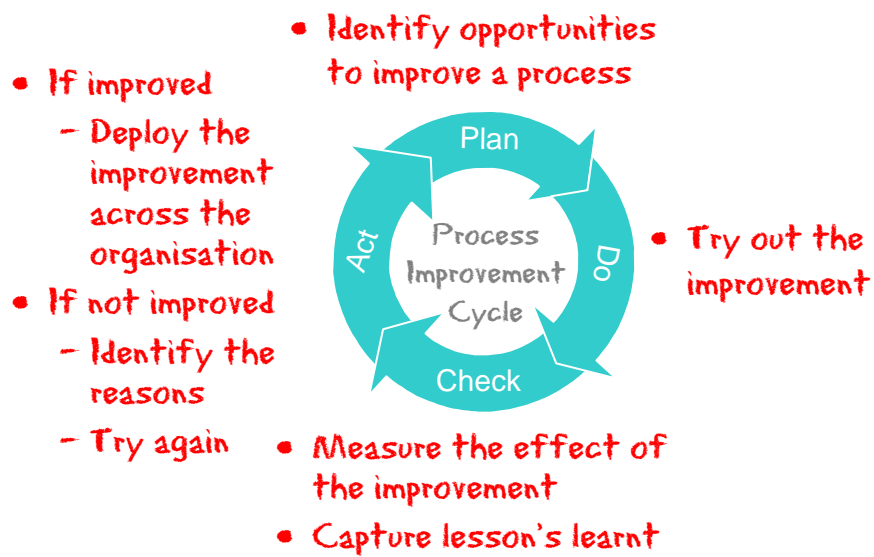 • Identify opportunities
to improve a process
• If improved
– Deploy the
improvement
across the
organisation
• If not improved
– Identify the
reasons
– Try again
Plan
Do
Check
Act
Process
Improvement
Cycle
• Try out the
improvement
• Measure the effect of
the improvement
• Capture lesson's learnt